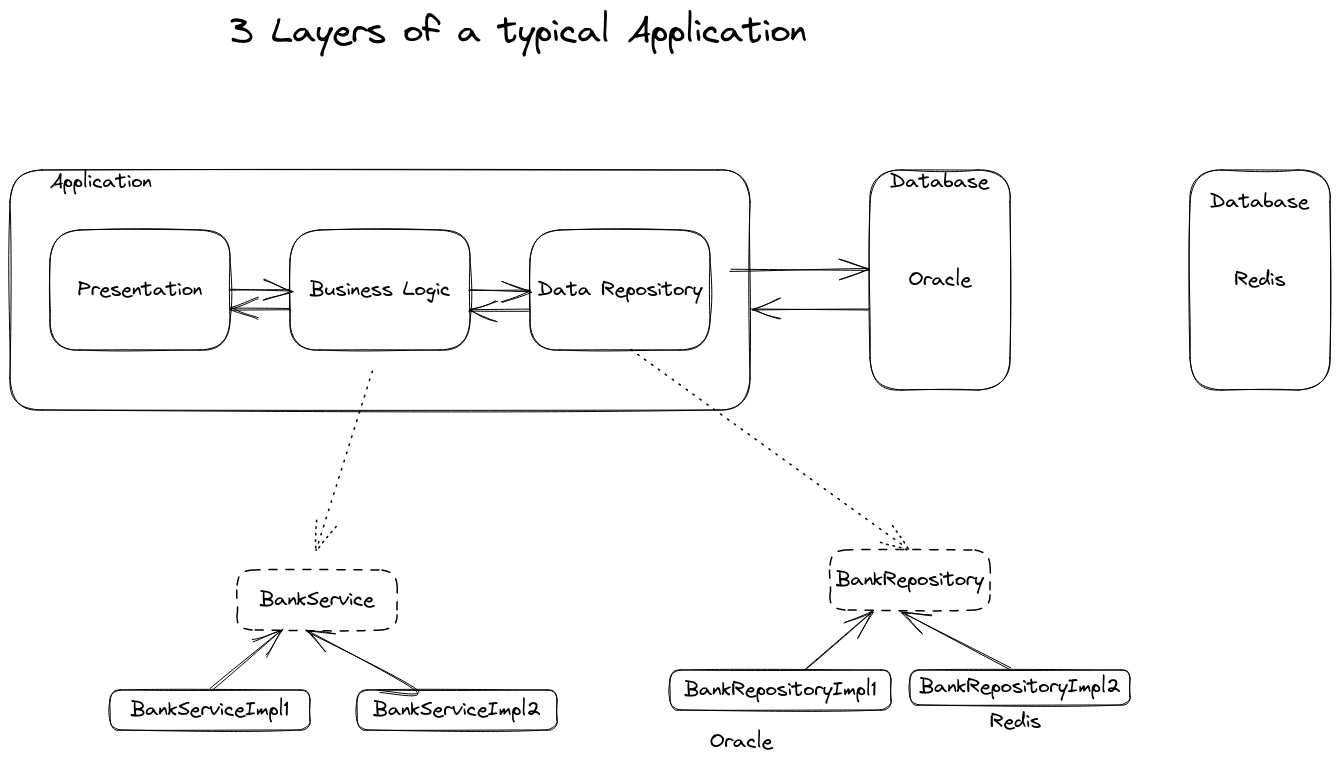 3 Layers of a typical Application
Application
Presentation
Business Logic
Data Repository
Database
Oracle
Database
Redis
BankService
BankServiceImpl1
BankServiceImpl2
BankRepository
BankRepositoryImpl1
BankRepositoryImpl2
Oracle
Redis